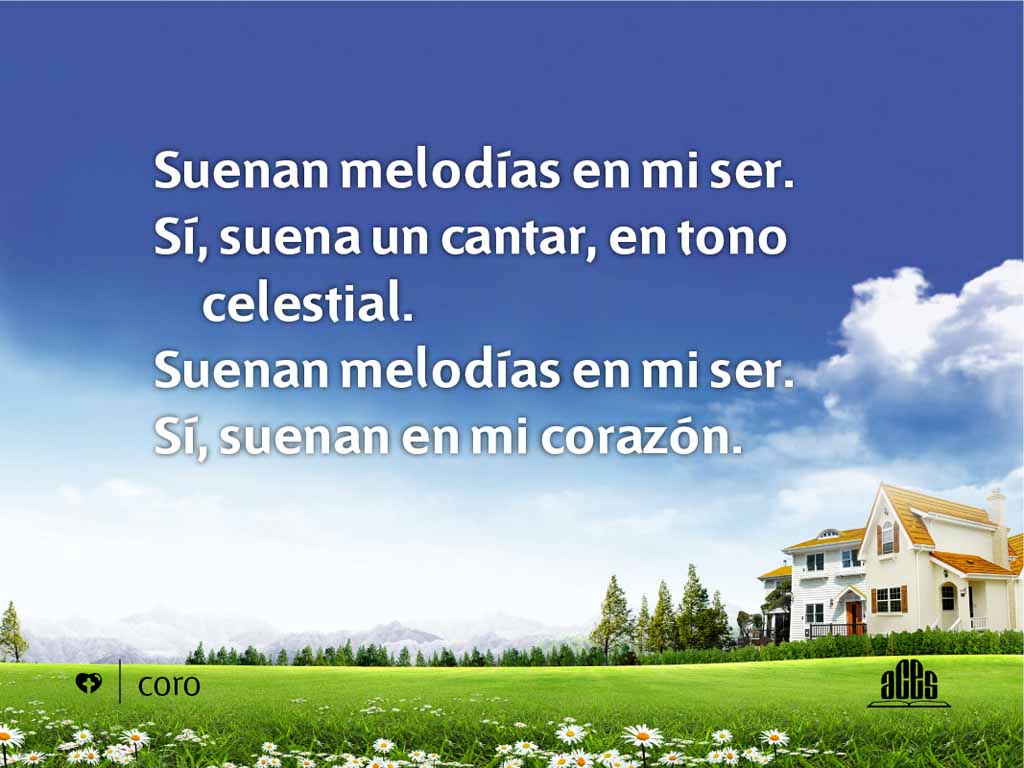 Suenan melodías en mi ser.
Sí, suena un cantar, en tono
celestial.
Suenan melodías en mi ser.
Sí, suenan en mi corazón.
coro
aces